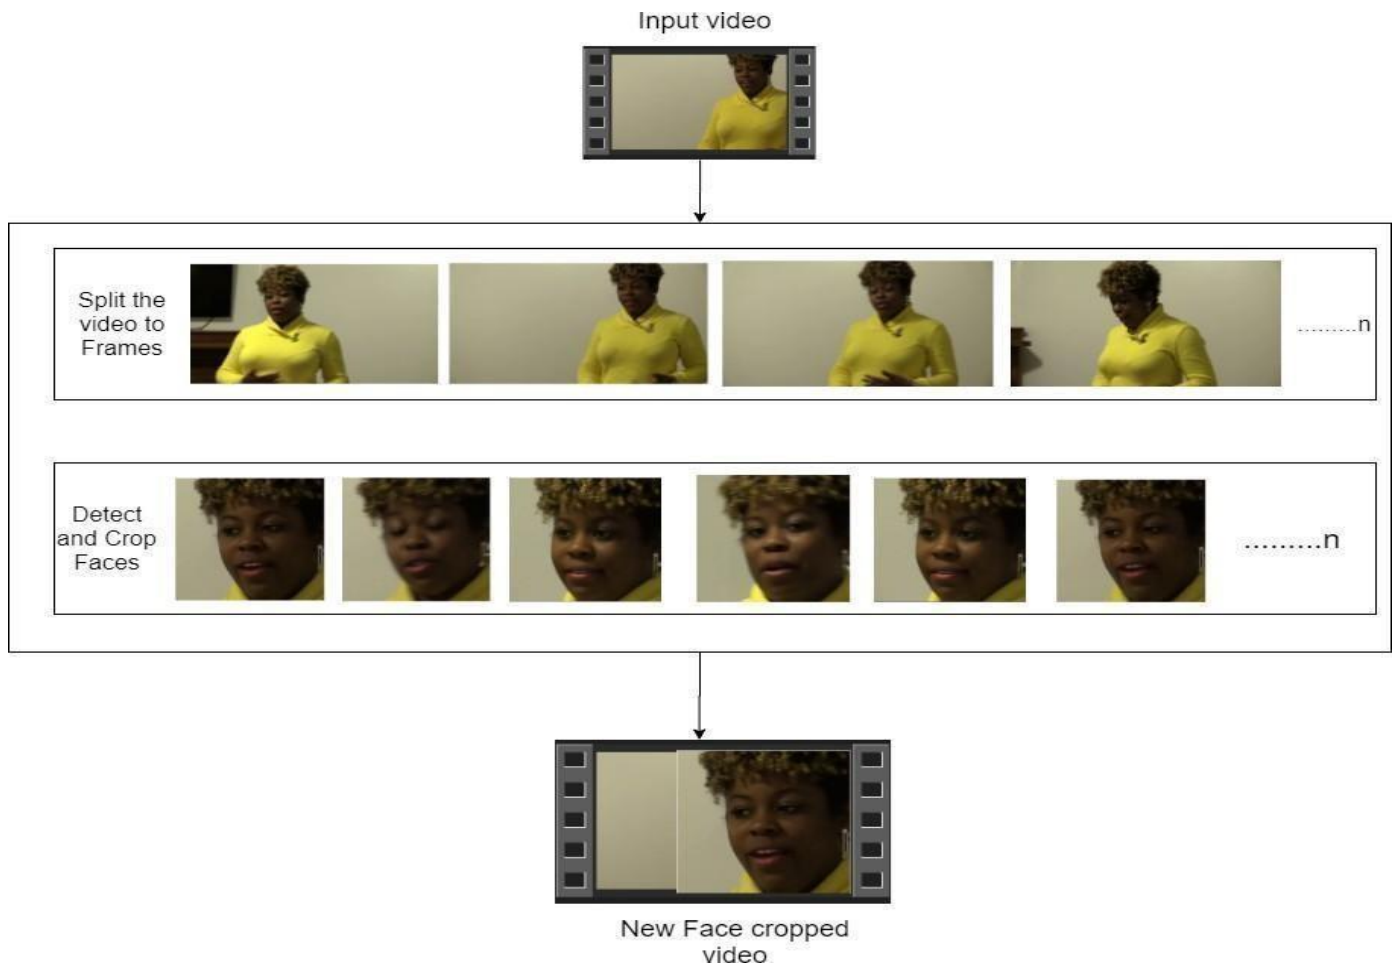 Input video
Split the
video to
Frames
.........n
Detect
and Crop
Faces
.........n
New Face cropped
video